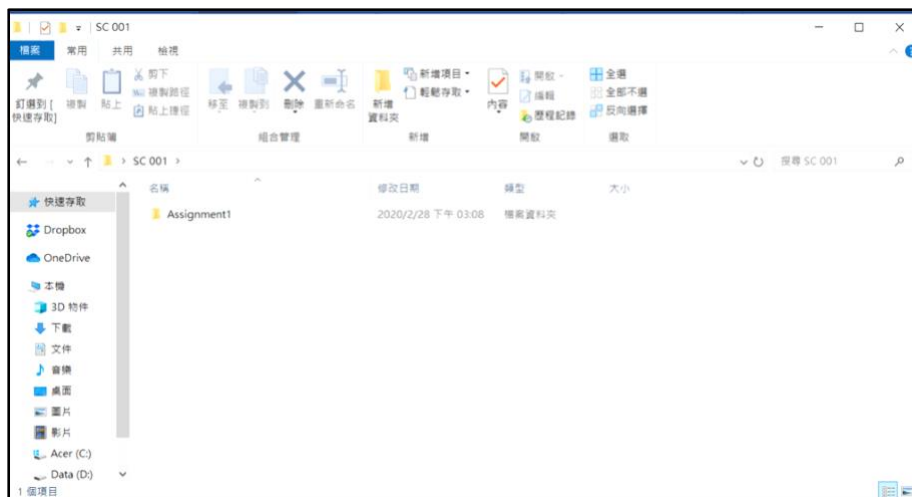 SC 001
檔案 常用 共用 檢視
釘選到 [快速存取]
複製
貼上
剪下
複製路徑
貼上捷徑
移至
複製到
刪除
重新命名
新增資料夾
新增項目
輕鬆存取
內容
開啟
編輯
歷程記錄
全選
全部不選
反向選擇
剪貼簿 組合管理 新增 開啟 選取
SC 001 搜尋 SC 001
名稱 修改日期 類型 大小
Assignment1 2020/2/28 下午 03:08 檔案資料夾
快速存取
Dropbox
OneDrive
本機
3D 物件
下載
文件
音樂
桌面
圖片
影片
Acer (C:)
Data (D:)
1 個項目